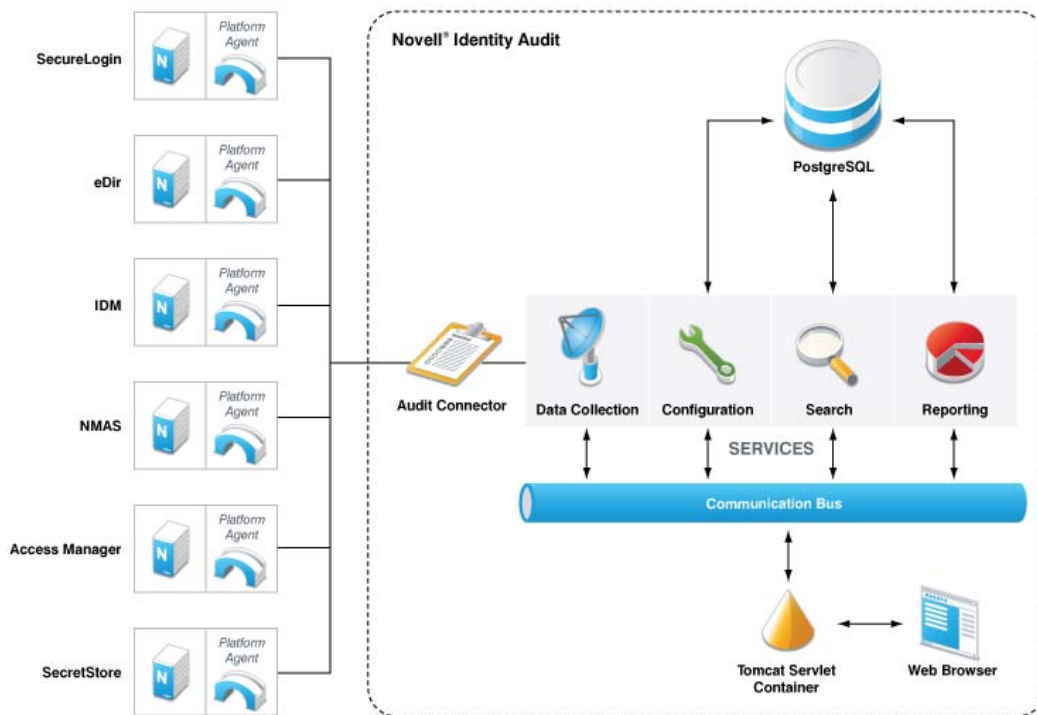 SecureLogin
N
Platform
Agent
eDir
N
Platform
Agent
IDM
N
Platform
Agent
NMAS
N
Platform
Agent
Access Manager
N
Platform
Agent
SecretStore
N
Platform
Agent
Novell® Identity Audit
PostgreSQL
Audit Connector
Data Collection
Configuration
Search
Reporting
SERVICES
Communication Bus
Tomcat Servlet
Container
Web Browser